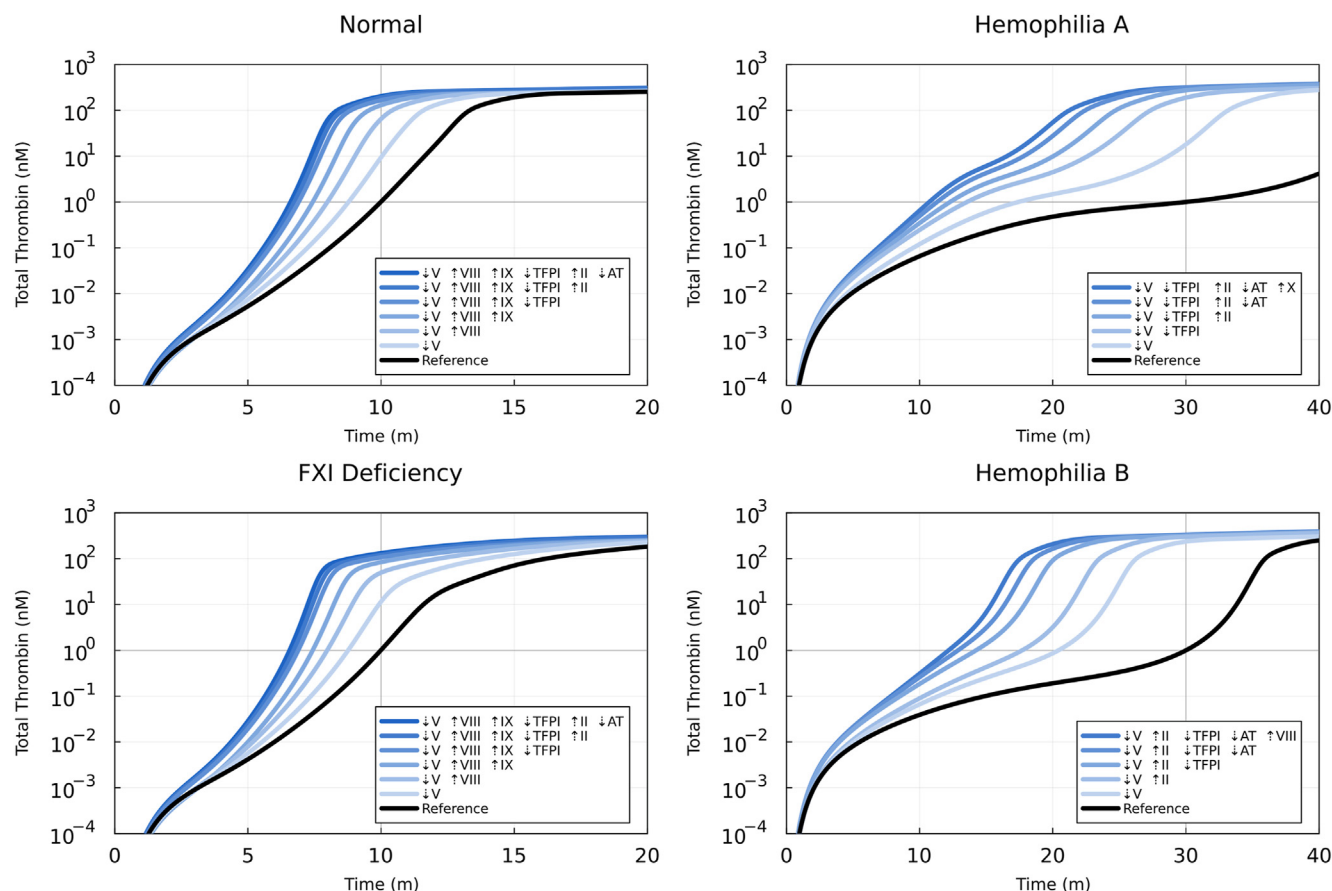 Normal
10^3
10^2
10^1
10^0
10^−1
10^−2
10^−3
10^−4
Total Thrombin (nM)
↓V ↑VIII ↑IX ↓TFPI ↑II ↓AT
↓V ↑VIII ↑IX ↓TFPI ↑II
↓V ↑VIII ↑IX ↓TFPI
↓V ↑VIII ↑IX
↓V ↑VIII
↓V
Reference
0 5 10 15 20
Time (m)
Hemophilia A
10^3
10^2
10^1
10^0
10^−1
10^−2
10^−3
10^−4
Total Thrombin (nM)
↓V ↓TFPI ↑II ↓AT ↑X
↓V ↓TFPI ↑II ↓AT
↓V ↓TFPI ↑II
↓V ↓TFPI
↓V
Reference
0 10 20 30 40
Time (m)
FXI Deficiency
10^3
10^2
10^1
10^0
10^−1
10^−2
10^−3
10^−4
Total Thrombin (nM)
↓V ↑VIII ↑IX ↓TFPI ↑II ↓AT
↓V ↑VIII ↑IX ↓TFPI ↑II
↓V ↑VIII ↑IX ↓TFPI
↓V ↑VIII ↑IX
↓V ↑VIII
↓V
Reference
0 5 10 15 20
Time (m)
Hemophilia B
10^3
10^2
10^1
10^0
10^−1
10^−2
10^−3
10^−4
Total Thrombin (nM)
↓V ↑II ↓TFPI ↓AT ↑VIII
↓V ↑II ↓TFPI ↓AT
↓V ↑II ↓TFPI
↓V ↑II
↓V
Reference
0 10 20 30 40
Time (m)